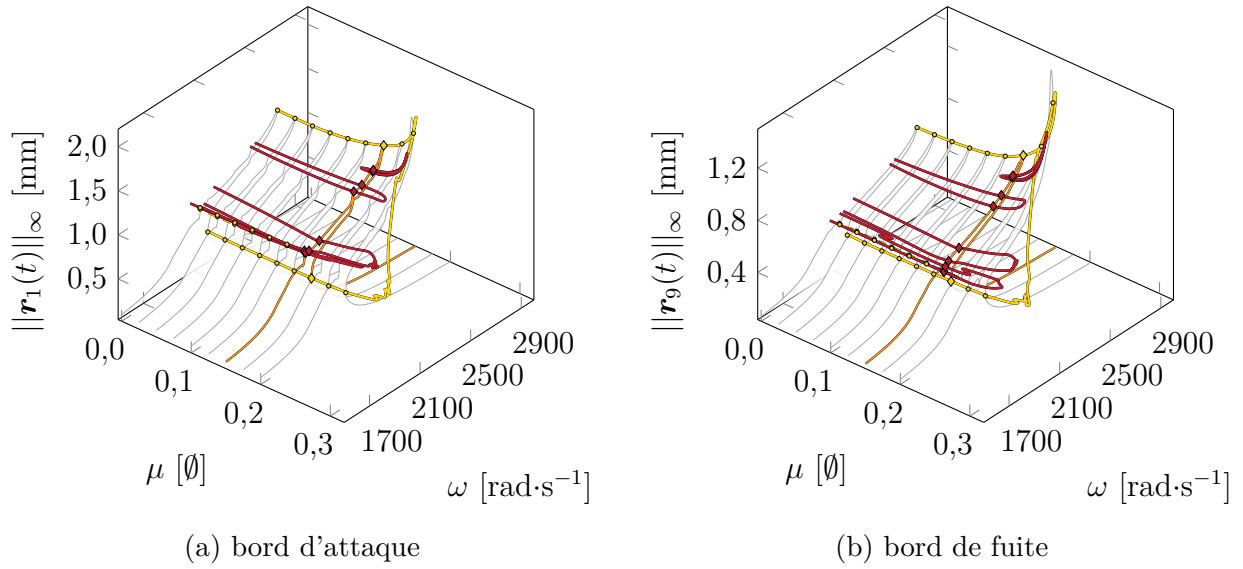 ||r₁(t)||∞ [mm]
2,0
1,5
1,0
0,5
0,0
0,1
0,2
0,3
μ [∅]
1700
2100
2500
2900
ω [rad·s⁻¹]
(a) bord d'attaque
||r₉(t)||∞ [mm]
1,2
0,8
0,4
0,0
0,1
0,2
0,3
μ [∅]
1700
2100
2500
2900
ω [rad·s⁻¹]
(b) bord de fuite